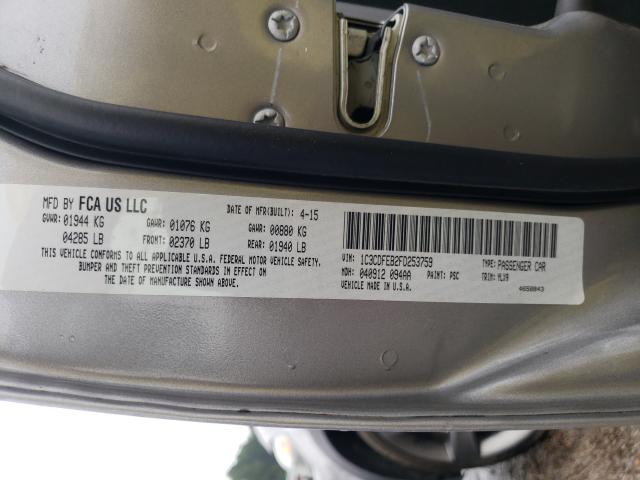 MFD BY FCA US LLC
DATE OF MFR(BUILT): 4-15
GVWR: 01944 KG
04285 LB
GAWR: 01076 KG
FRONT: 02370 LB
GAWR: 00880 KG
REAR: 01940 LB
THIS VEHICLE CONFORMS TO ALL APPLICABLE U.S.A. FEDERAL MOTOR VEHICLE SAFETY,
BUMPER AND THEFT PREVENTION STANDARDS IN EFFECT ON
THE DATE OF MANUFACTURE SHOWN ABOVE.
VIN: 1C3CDFEB2FD253759
TYPE: PASSENGER CAR
MDH: 040912 094AA
PAINT: PSC
TRIM: MLX9
VEHICLE MADE IN U.S.A.
4650843